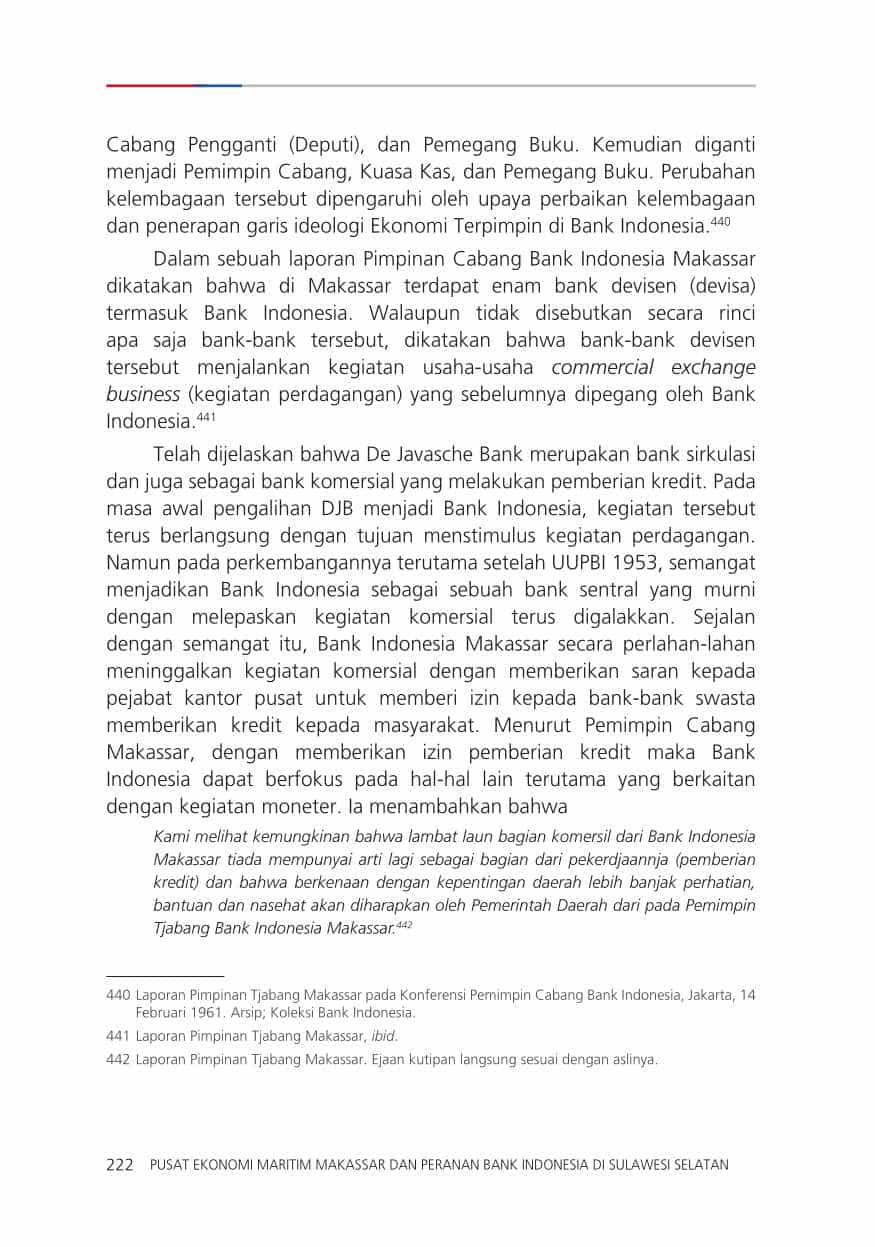 Cabang Pengganti (Deputi), dan Pemegang Buku. Kemudian diganti
menjadi Pemimpin Cabang, Kuasa Kas, dan Pemegang Buku. Perubahan
kelembagaan tersebut dipengaruhi oleh upaya perbaikan kelembagaan
dan penerapan garis ideologi Ekonomi Terpimpin di Bank Indonesia.440
Dalam sebuah laporan Pimpinan Cabang Bank Indonesia Makassar
dikatakan bahwa di Makassar terdapat enam bank devisen (devisa)
termasuk Bank Indonesia. Walaupun tidak disebutkan secara rinci
apa saja bank-bank tersebut, dikatakan bahwa bank-bank devisen
tersebut menjalankan kegiatan usaha-usaha commercial exchange
business (kegiatan perdagangan) yang sebelumnya dipegang oleh Bank
Indonesia.441
Telah dijelaskan bahwa De Javasche Bank merupakan bank sirkulasi
dan juga sebagai bank komersial yang melakukan pemberian kredit. Pada
masa awal pengalihan DJB menjadi Bank Indonesia, kegiatan tersebut
terus berlangsung dengan tujuan menstimulus kegiatan perdagangan.
Namun pada perkembangannya terutama setelah UUPBI 1953, semangat
menjadikan Bank Indonesia sebagai sebuah bank sentral yang murni
dengan melepaskan kegiatan komersial terus digalakkan. Sejalan
dengan semangat itu, Bank Indonesia Makassar secara perlahan-lahan
meninggalkan kegiatan komersial dengan memberikan saran kepada
pejabat kantor pusat untuk memberi izin kepada bank-bank swasta
memberikan kredit kepada masyarakat. Menurut Pemimpin Cabang
Makassar, dengan memberikan izin pemberian kredit maka Bank
Indonesia dapat berfokus pada hal-hal lain terutama yang berkaitan
dengan kegiatan moneter. Ia menambahkan bahwa
Kami melihat kemungkinan bahwa lambat laun bagian komersil dari Bank Indonesia
Makassar tiada mempunyai arti lagi sebagai bagian dari pekerdjaannja (pemberian
kredit) dan bahwa berkenaan dengan kepentingan daerah lebih banjak perhatian,
bantuan dan nasehat akan diharapkan oleh Pemerintah Daerah dari pada Pemimpin
Tjabang Bank Indonesia Makassar.442
440 Laporan Pimpinan Tjabang Makassar pada Konferensi Pemimpin Cabang Bank Indonesia, Jakarta, 14
Februari 1961. Arsip; Koleksi Bank Indonesia.
441 Laporan Pimpinan Tjabang Makassar, ibid.
442 Laporan Pimpinan Tjabang Makassar. Ejaan kutipan langsung sesuai dengan aslinya.
222 PUSAT EKONOMI MARITIM MAKASSAR DAN PERANAN BANK INDONESIA DI SULAWESI SELATAN